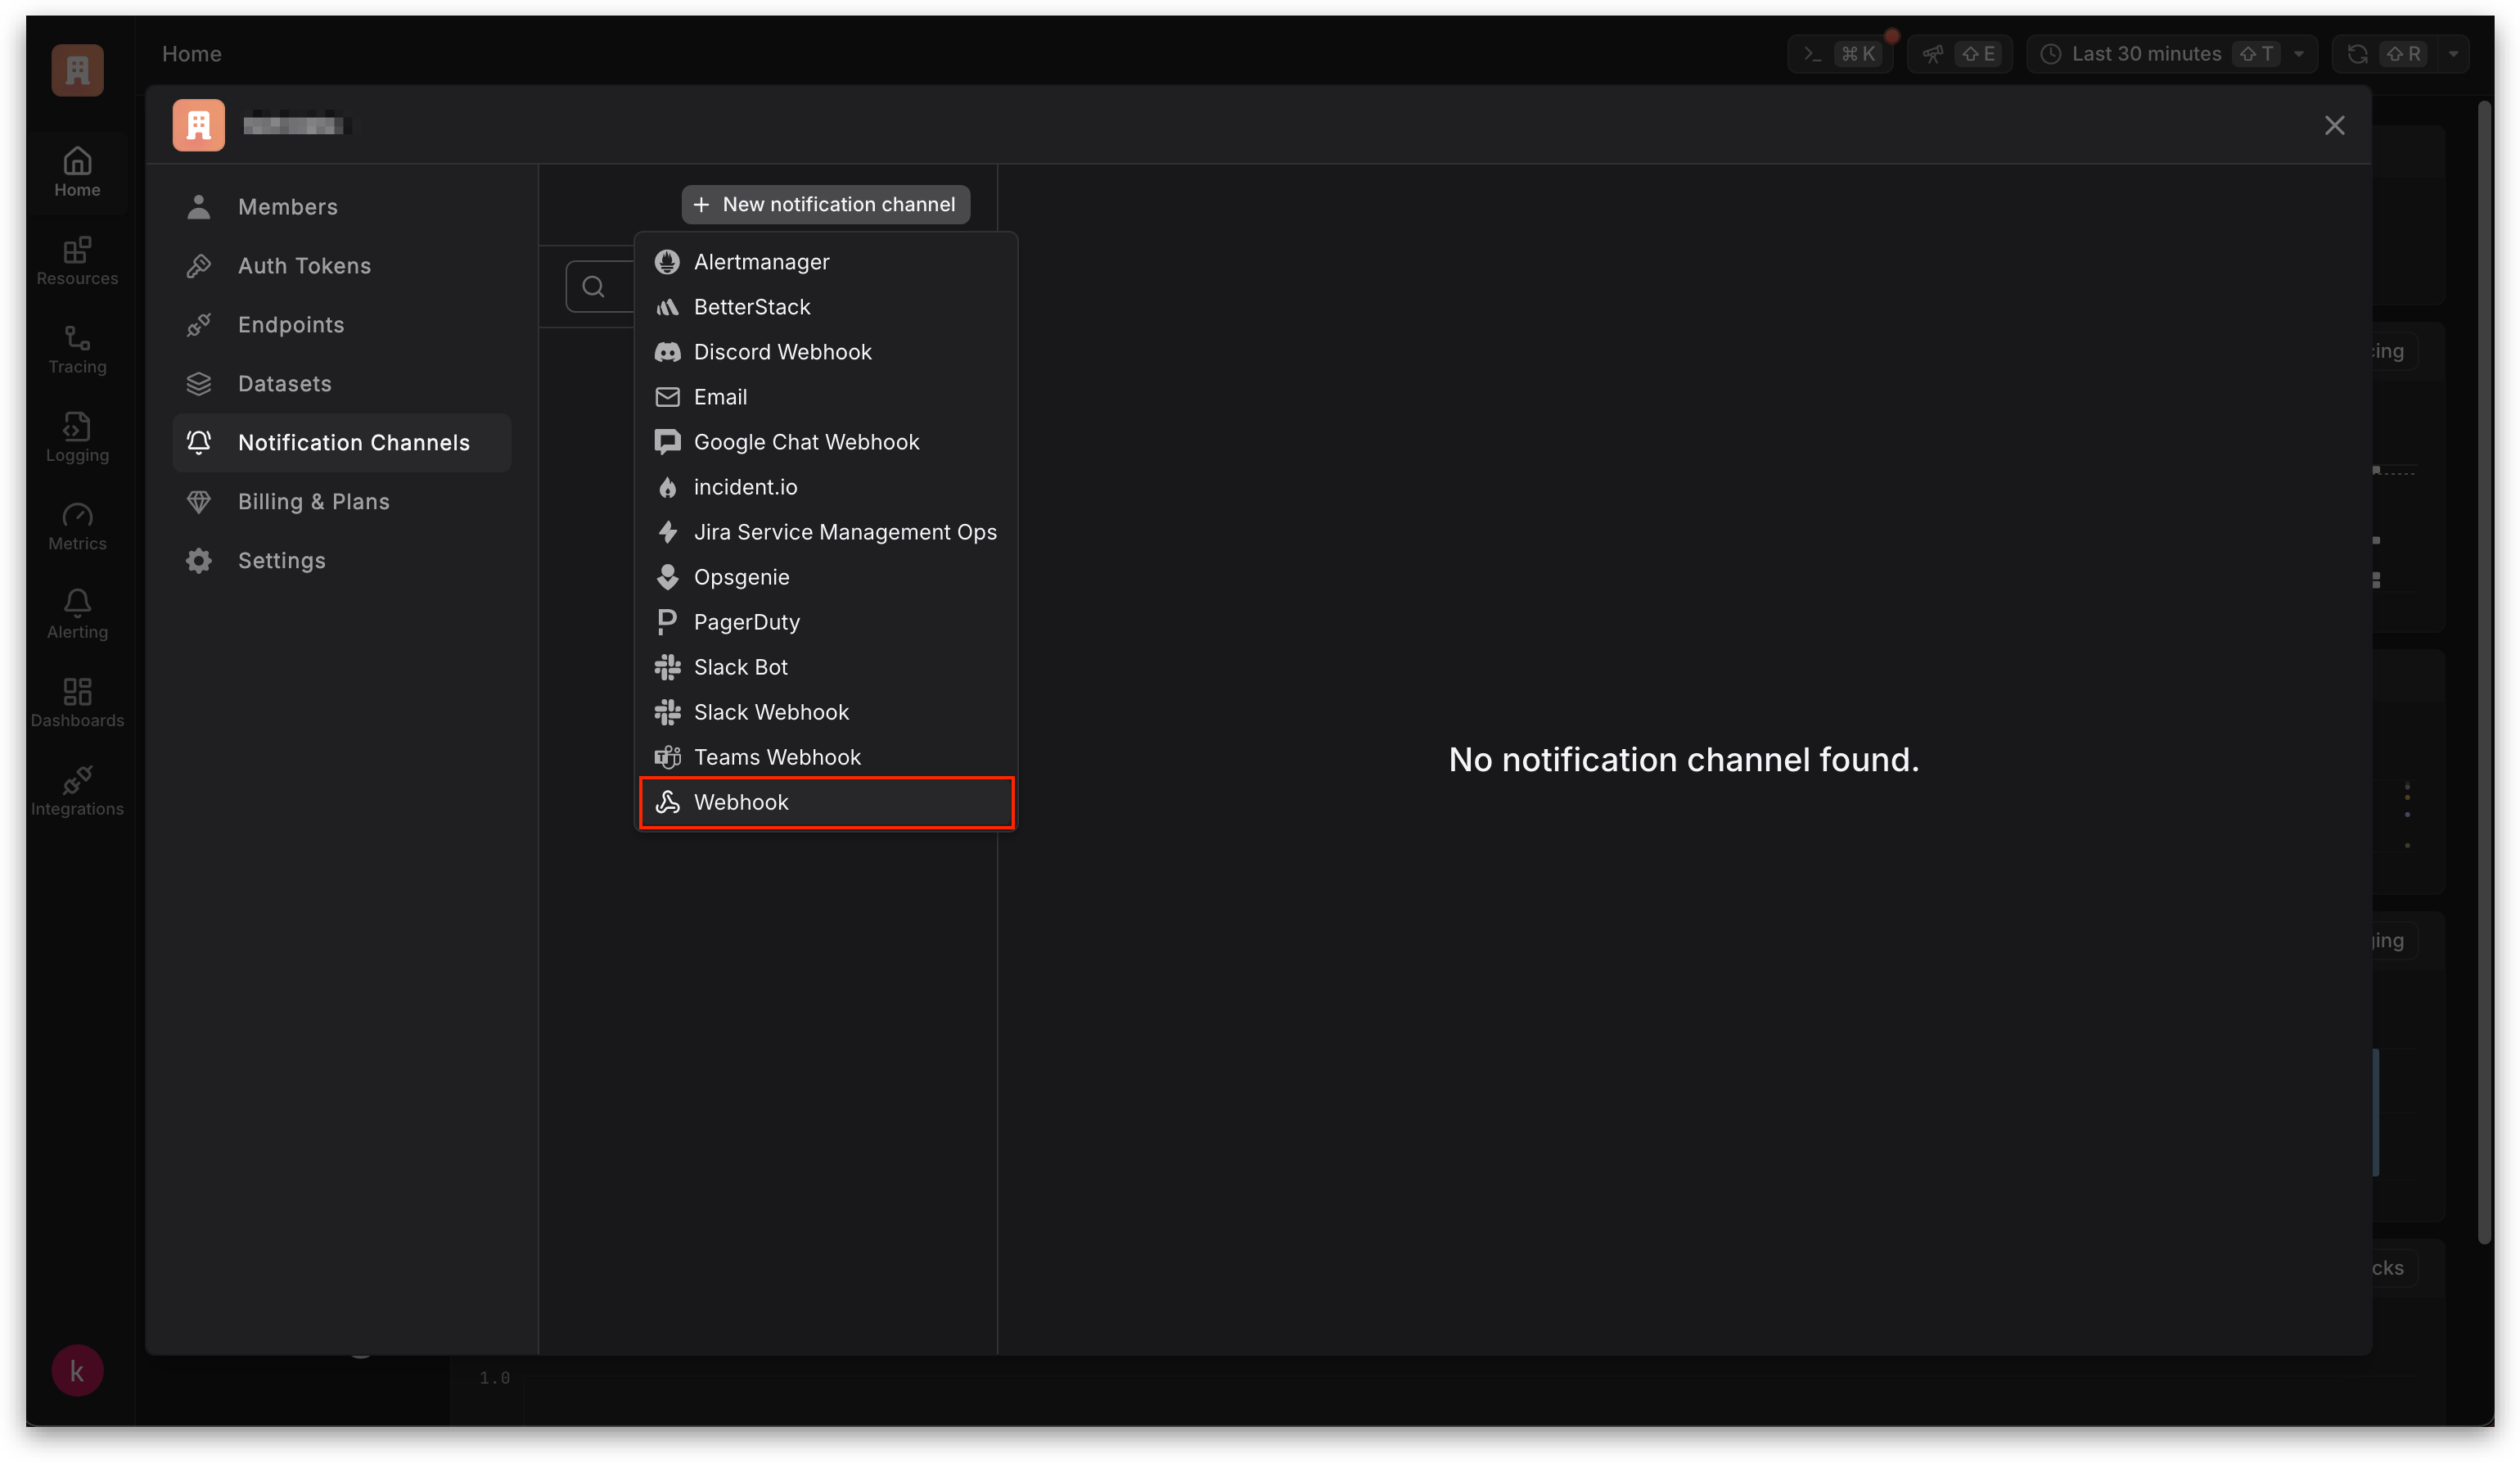 Home
⌘ K
⇧ E
Last 30 minutes ⇧ T
⇧ R
Home
Resources
Tracing
Logging
Metrics
Alerting
Dashboards
Integrations
k
Members
Auth Tokens
Endpoints
Datasets
Notification Channels
Billing & Plans
Settings
+ New notification channel
Alertmanager
BetterStack
Discord Webhook
Email
Google Chat Webhook
incident.io
Jira Service Management Ops
Opsgenie
PagerDuty
Slack Bot
Slack Webhook
Teams Webhook
Webhook
No notification channel found.
1.0